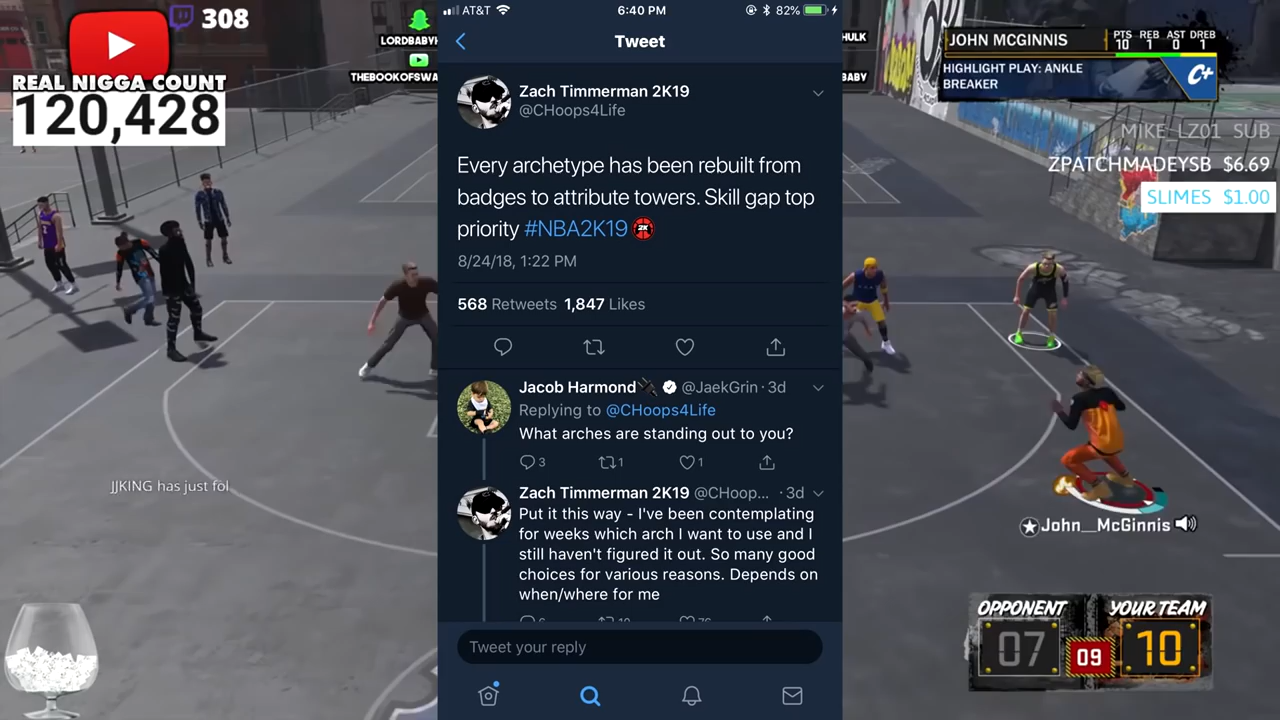 308
REAL NIGGA COUNT
120,428
LORDBABYH
THEBOOKOFSWA
AT&T
6:40 PM
82%
Tweet
Zach Timmerman 2K19
@CHoops4Life
Every archetype has been rebuilt from
badges to attribute towers. Skill gap top
priority #NBA2K19 2K
8/24/18, 1:22 PM
568 Retweets 1,847 Likes
Jacob Harmond @JaekGrin · 3d
Replying to @CHoops4Life
What arches are standing out to you?
3 1 1
Zach Timmerman 2K19 @CHoop... · 3d
Put it this way - I've been contemplating
for weeks which arch I want to use and I
still haven't figured it out. So many good
choices for various reasons. Depends on
when/where for me
Tweet your reply
HULK
BABY
JOHN MCGINNIS
PTS REB AST DREB
10 1 0 1
HIGHLIGHT PLAY: ANKLE
BREAKER
C+
MIKE_LZ01 SUB
ZPATCHMADEYSB $6.69
SLIMES $1.00
JJKING has just fol
John__McGinnis
OPPONENT YOUR TEAM
07 09 10